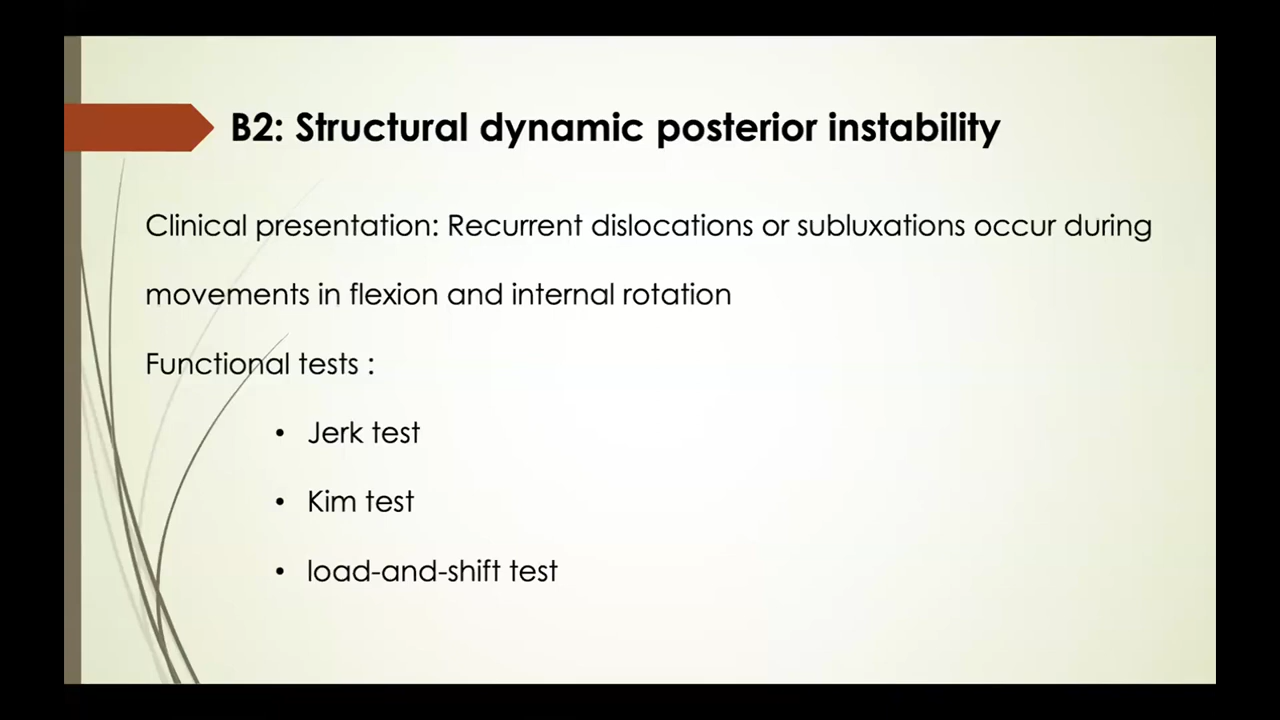 B2: Structural dynamic posterior instability
Clinical presentation: Recurrent dislocations or subluxations occur during
movements in flexion and internal rotation
Functional tests :
• Jerk test
• Kim test
• load-and-shift test